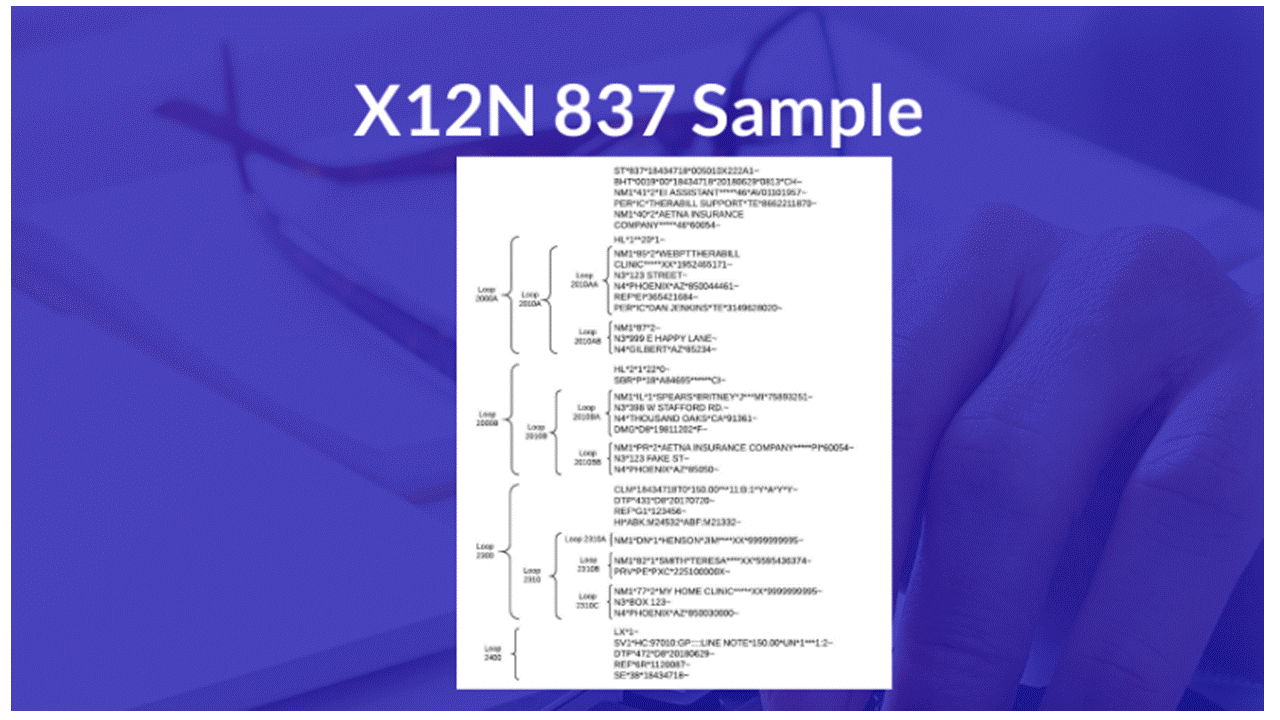 X12N 837 Sample
ST*837*18434718*005010X222A1~
BHT*0019*00*18434718*20180629*0813*CH~
NM1*41*2*EI ASSISTANT*****46*AV01101957~
PER*IC*THERABILL SUPPORT*TE*8662211870~
NM1*40*2*AETNA INSURANCE
COMPANY*****46*60054~
HL*1**20*1~
NM1*85*2*WEBPTTHERABILL
CLINIC*****XX*1952465171~
N3*123 STREET~
N4*PHOENIX*AZ*850044461~
REF*EI*365421684~
PER*IC*DAN JENKINS*TE*3149628020~
Loop
2000A
Loop
2010A
Loop
2010AA
NM1*87*2~
N3*999 E HAPPY LANE~
N4*GILBERT*AZ*85234~
Loop
2010AB
HL*2*1*22*0~
SBR*P*18*A84695******CI~
NM1*IL*1*SPEARS*BRITNEY*J***MI*75893251~
N3*398 W STAFFORD RD.~
N4*THOUSAND OAKS*CA*91361~
DMG*D8*19811202*F~
Loop
2000B
Loop
2010B
Loop
2010BA
NM1*PR*2*AETNA INSURANCE COMPANY*****PI*60054~
N3*123 FAKE ST~
N4*PHOENIX*AZ*85050~
Loop
2010BB
CLM*18434718T0*150.00***11:B:1*Y*A*Y*Y~
DTP*431*D8*20170720~
REF*G1*123456~
HI*ABK:M24532*ABF:M21332~
Loop
2300
Loop
2310
Loop 2310A
NM1*DN*1*HENSON*JIM****XX*9999999995~
Loop
2310B
NM1*82*1*SMITH*TERESA****XX*5595436374~
PRV*PE*PXC*225100000X~
Loop
2310C
NM1*77*2*MY HOME CLINIC*****XX*9999999995~
N3*BOX 123~
N4*PHOENIX*AZ*850030000~
Loop
2400
LX*1~
SV1*HC:97010:GP::::LINE NOTE*150.00*UN*1***1:2~
DTP*472*D8*20180629~
REF*6R*1120087~
SE*38*18434718~